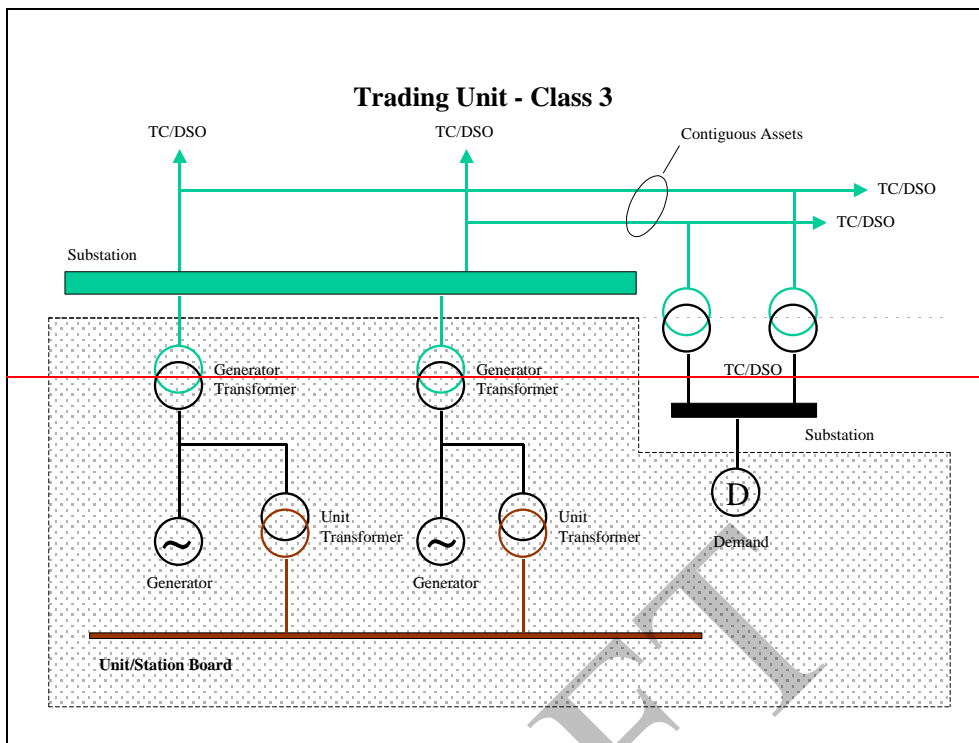 Trading Unit - Class 3
TC/DSO
TC/DSO
Contiguous Assets
TC/DSO
TC/DSO
Substation
Generator
Transformer
Generator
Transformer
TC/DSO
Substation
D
Demand
Unit
Transformer
Unit
Transformer
~
~
Generator
Generator
Unit/Station Board
FT